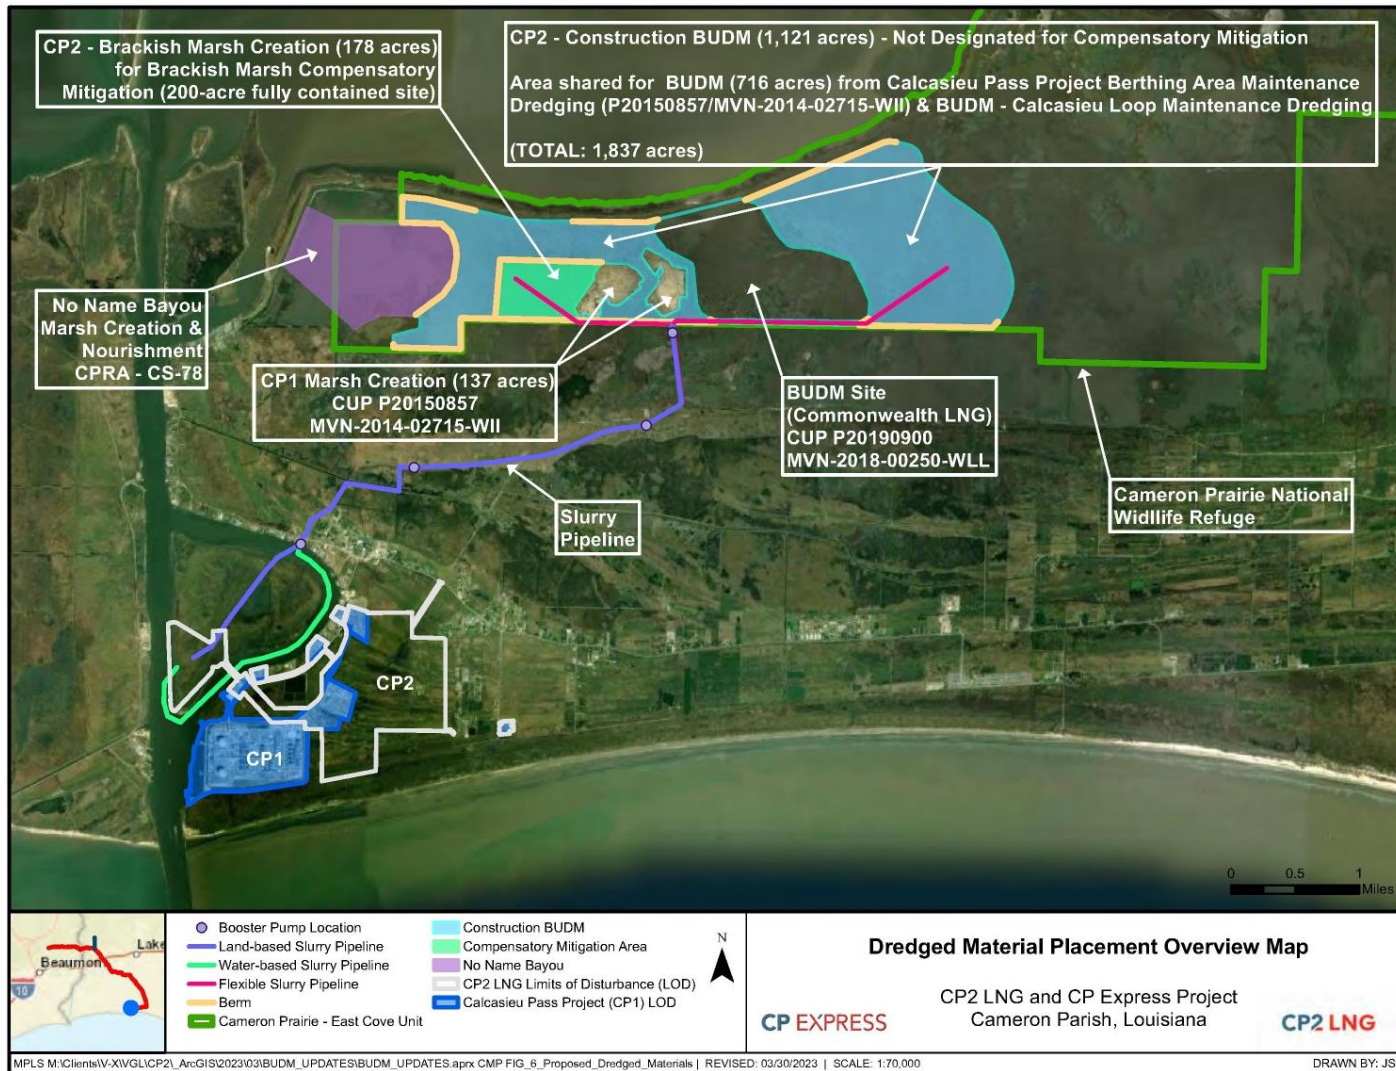 CP2 - Brackish Marsh Creation (178 acres)
for Brackish Marsh Compensatory
Mitigation (200-acre fully contained site)
CP2 - Construction BUDM (1,121 acres) - Not Designated for Compensatory Mitigation
Area shared for BUDM (716 acres) from Calcasieu Pass Project Berthing Area Maintenance
Dredging (P20150857/MVN-2014-02715-WII) & BUDM - Calcasieu Loop Maintenance Dredging
(TOTAL: 1,837 acres)
No Name Bayou
Marsh Creation &
Nourishment
CPRA - CS-78
CP1 Marsh Creation (137 acres)
CUP P20150857
MVN-2014-02715-WII
BUDM Site
(Commonwealth LNG)
CUP P20190900
MVN-2018-00250-WLL
Cameron Prairie National
Widllife Refuge
Slurry
Pipeline
CP2
CP1
0 0.5 1
Miles
Beaumon
Lake
10
Booster Pump Location
Land-based Slurry Pipeline
Water-based Slurry Pipeline
Flexible Slurry Pipeline
Berm
Cameron Prairie - East Cove Unit
Construction BUDM
Compensatory Mitigation Area
No Name Bayou
CP2 LNG Limits of Disturbance (LOD)
Calcasieu Pass Project (CP1) LOD
N
Dredged Material Placement Overview Map
CP2 LNG and CP Express Project
Cameron Parish, Louisiana
CP EXPRESS
CP2 LNG
MPLS M:\Clients\V-X\VGL\CP2\_ArcGIS\2023\03\BUDM_UPDATES\BUDM_UPDATES.aprx CMP FIG_6_Proposed_Dredged_Materials | REVISED: 03/30/2023 | SCALE: 1:70,000
DRAWN BY: JS